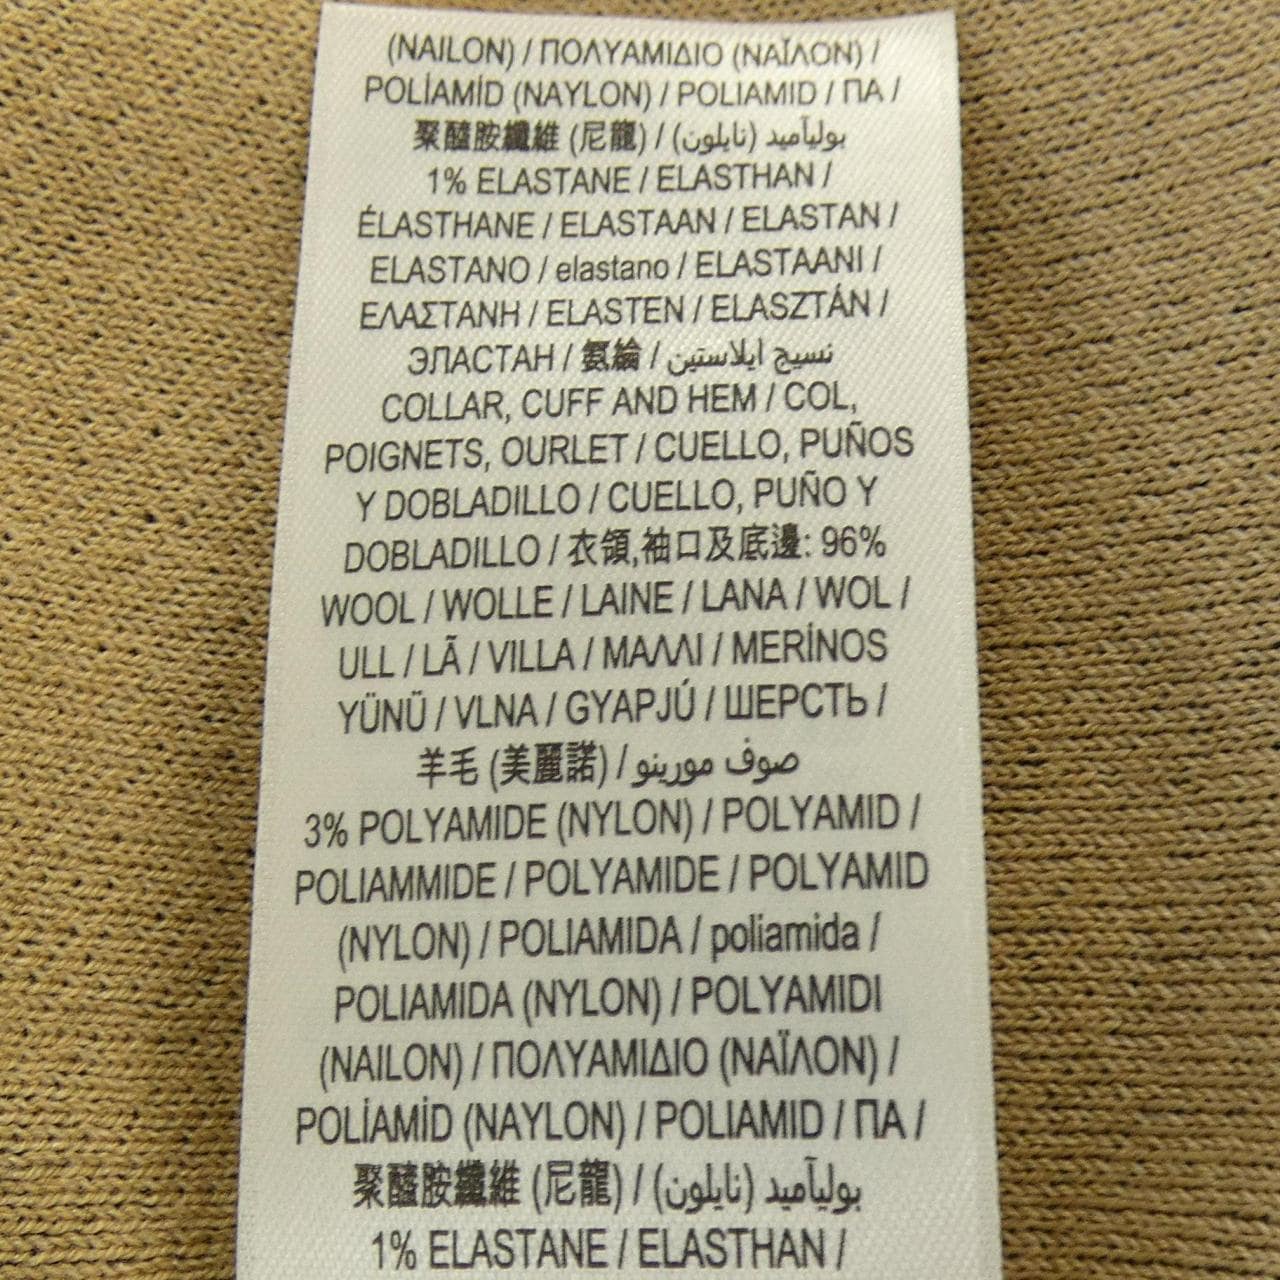 (NAILON) / ΠΟΛΥΑΜΙΔΙΟ (ΝΑΪΛΟΝ) /
POLİAMİD (NAYLON) / POLIAMID / ПА /
聚醯胺纖維 (尼龍) / بوليآميد (نايلون)
1% ELASTANE / ELASTHAN /
ÉLASTHANE / ELASTAAN / ELASTAN /
ELASTANO / elastano / ELASTAANI /
ΕΛΑΣΤΑΝΗ / ELASTEN / ELASZTÁN /
ЭЛАСТАН / 氨綸 / نسيج ايلاستين
COLLAR, CUFF AND HEM / COL,
POIGNETS, OURLET / CUELLO, PUÑOS
Y DOBLADILLO / CUELLO, PUÑO Y
DOBLADILLO / 衣領,袖口及底邊: 96%
WOOL / WOLLE / LAINE / LANA / WOL /
ULL / LÃ / VILLA / ΜΑΛΛΙ / MERİNOS
YÜNÜ / VLNA / GYAPJÚ / ШЕРСТЬ /
羊毛 (美麗諾) / صوف مورينو
3% POLYAMIDE (NYLON) / POLYAMID /
POLIAMMIDE / POLYAMIDE / POLYAMID
(NYLON) / POLIAMIDA / poliamida /
POLIAMIDA (NYLON) / POLYAMIDI
(NAILON) / ΠΟΛΥΑΜΙΔΙΟ (ΝΑΪΛΟΝ) /
POLİAMİD (NAYLON) / POLIAMID / ПА /
聚醯胺纖維 (尼龍) / بوليآميد (نايلون)
1% ELASTANE / ELASTHAN /